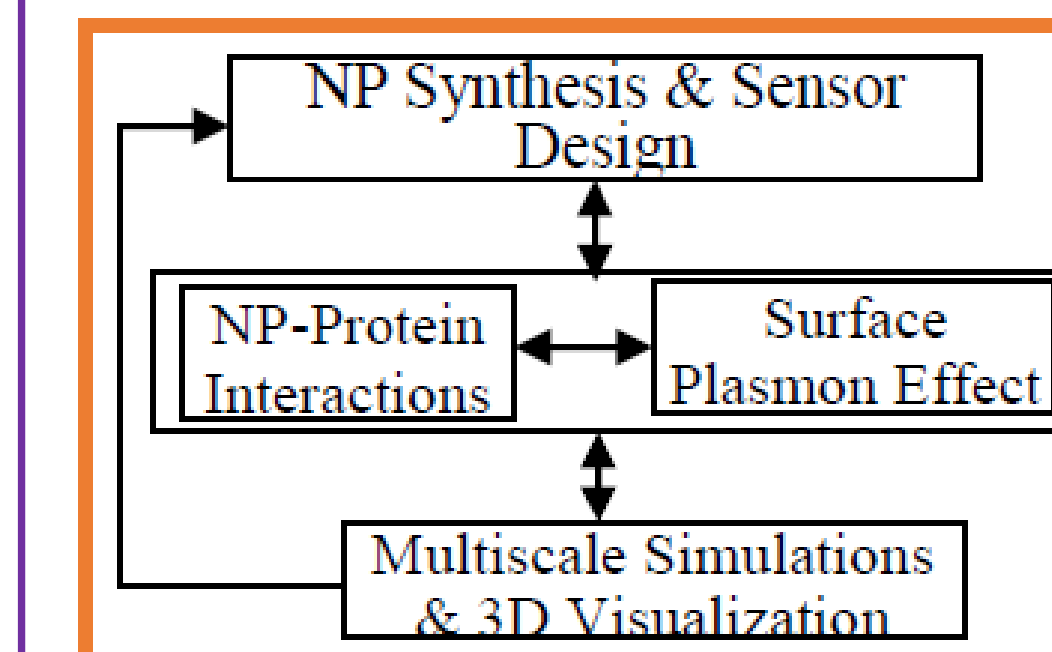 NP Synthesis & Sensor
Design
NP-Protein
Interactions
Surface
Plasmon Effect
Multiscale Simulations
& 3D Visualization